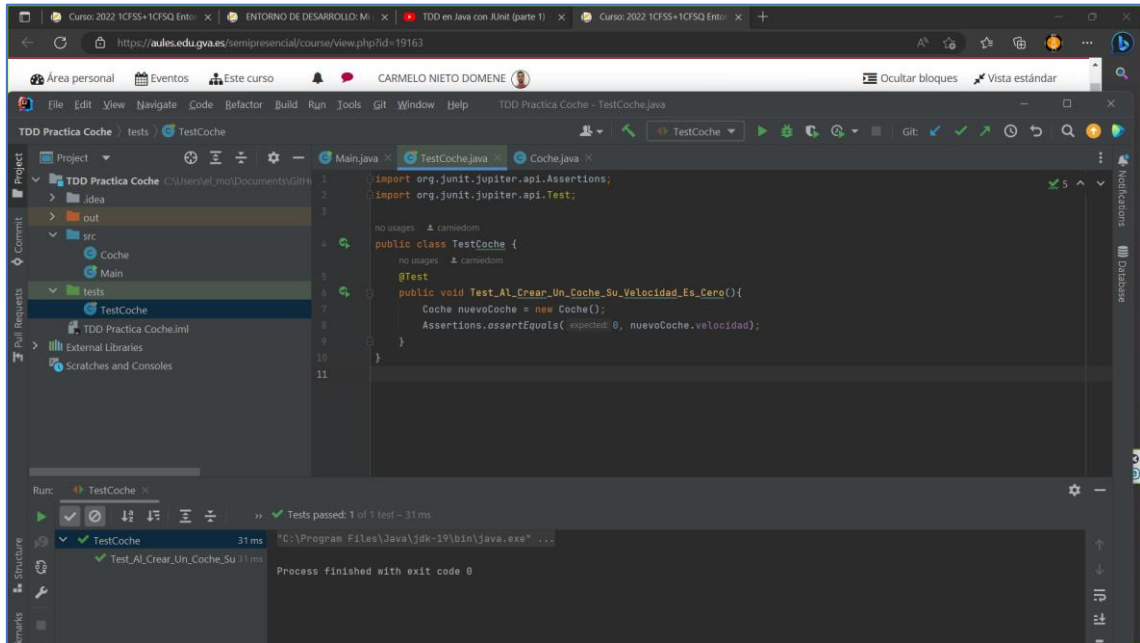 Curso: 2022 1CFSS+1CFSQ Ento
ENTORNO DE DESARROLLO: M
TDD en Java con JUnit (parte 1)
Curso: 2022 1CFSS+1CFSQ Ento
https://aules.edu.gva.es/semipresencial/course/view.php?id=19163
Área personal Eventos Este curso CARMELO NIETO DOMENE Ocultar bloques Vista estándar
File Edit View Navigate Code Refactor Build Run Tools Git Window Help TDD Practica Coche - TestCoche.java
TDD Practica Coche tests TestCoche TestCoche Git:
Project Main.java TestCoche.java Coche.java
TDD Practica Coche C:\Users\el_mo\Documents\GitH
.idea
out
src
Coche
Main
tests
TestCoche
TDD Practica Coche.iml
External Libraries
Scratches and Consoles
1 import org.junit.jupiter.api.Assertions;
2 import org.junit.jupiter.api.Test;
3
no usages camiedom
4 public class TestCoche {
no usages camiedom
5 @Test
6 public void Test_Al_Crear_Un_Coche_Su_Velocidad_Es_Cero(){
7 Coche nuevoCoche = new Coche();
8 Assertions.assertEquals( expected: 0, nuevoCoche.velocidad);
9 }
10 }
11
5
Project
Commit
Pull Requests
Structure
Notifications
Database
Run: TestCoche
Tests passed: 1 of 1 test – 31 ms
TestCoche 31 ms
Test_Al_Crear_Un_Coche_Su 31 ms
"C:\Program Files\Java\jdk-19\bin\java.exe" ...
Process finished with exit code 0